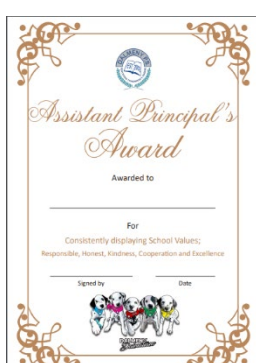 Assistant Principal's
Award
Awarded to
For
Consistently displaying School Values;
Responsible, Honest, Kindness, Cooperation and Excellence
Signed by Date